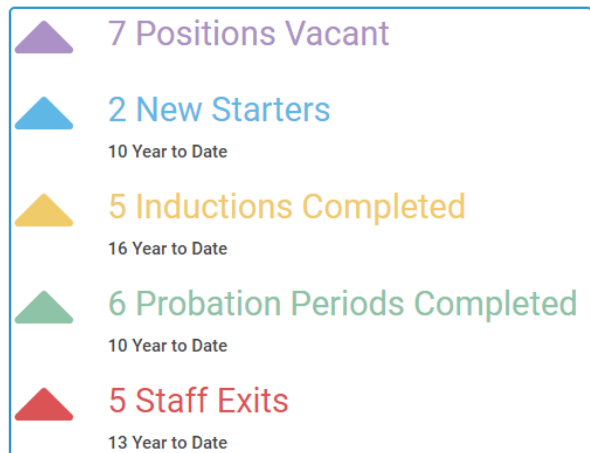 7 Positions Vacant
2 New Starters
10 Year to Date
5 Inductions Completed
16 Year to Date
6 Probation Periods Completed
10 Year to Date
5 Staff Exits
13 Year to Date